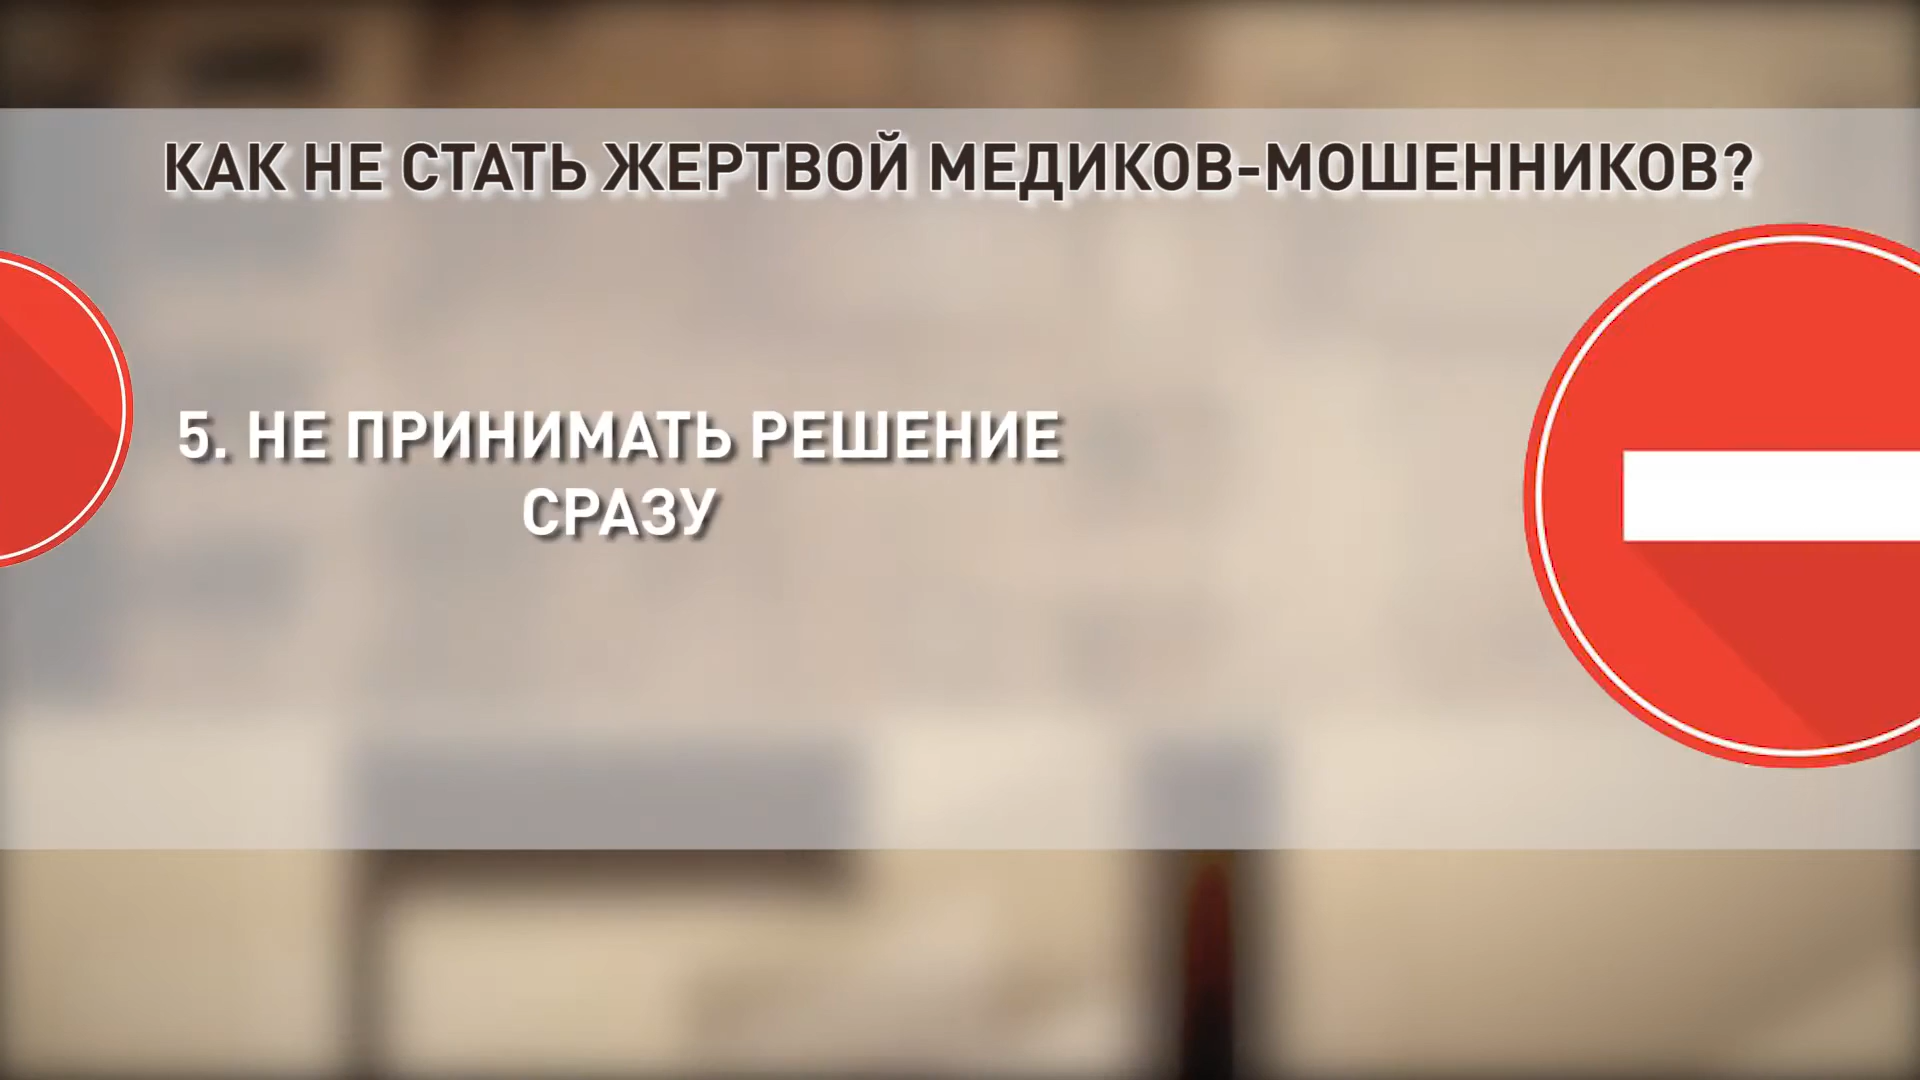 КАК НЕ СТАТЬ ЖЕРТВОЙ МЕДИКОВ-МОШЕННИКОВ?
5. НЕ ПРИНИМАТЬ РЕШЕНИЕ
СРАЗУ